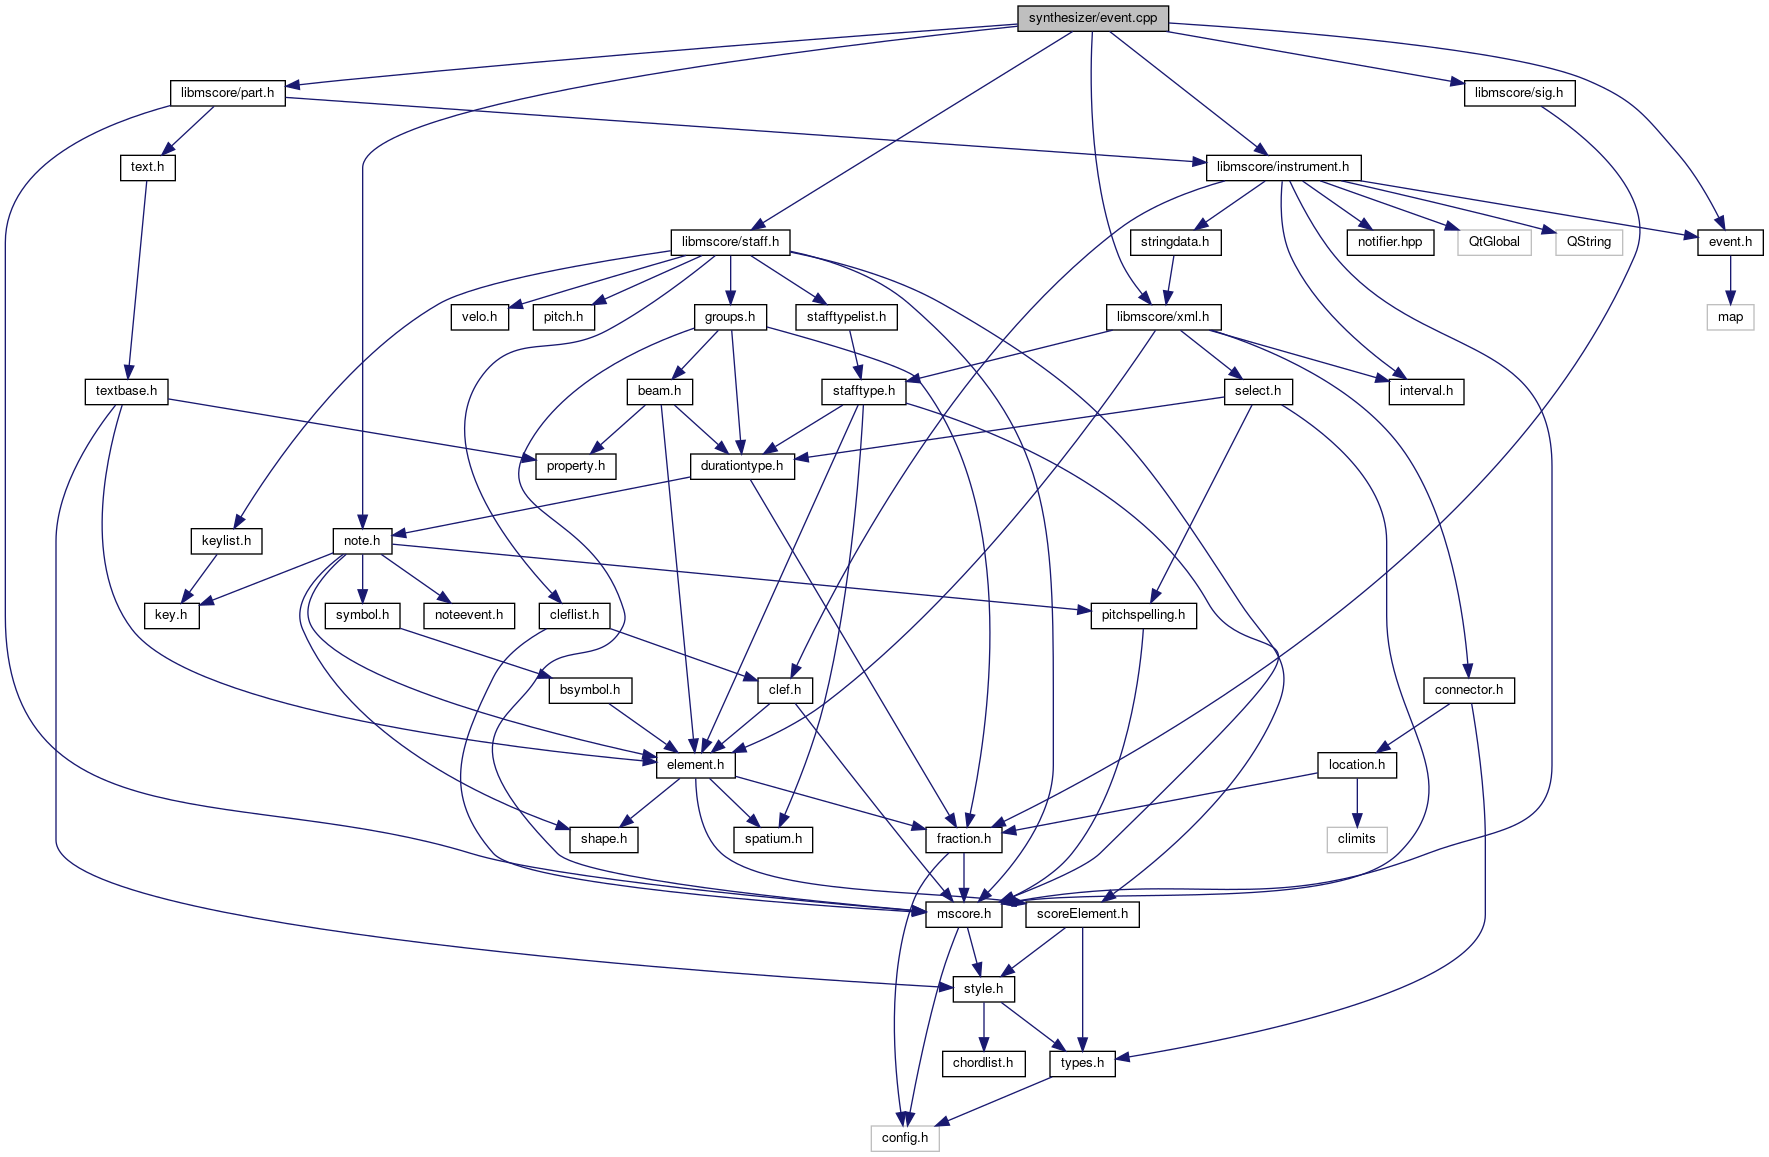 synthesizer/event.cpp
libmscore/part.h
libmscore/sig.h
text.h
libmscore/instrument.h
libmscore/staff.h
stringdata.h
notifier.hpp
QtGlobal
QString
event.h
velo.h
pitch.h
groups.h
stafftypelist.h
libmscore/xml.h
map
textbase.h
beam.h
stafftype.h
select.h
interval.h
property.h
durationtype.h
keylist.h
note.h
key.h
symbol.h
noteevent.h
cleflist.h
pitchspelling.h
bsymbol.h
clef.h
connector.h
element.h
location.h
shape.h
spatium.h
fraction.h
climits
mscore.h
scoreElement.h
style.h
chordlist.h
types.h
config.h